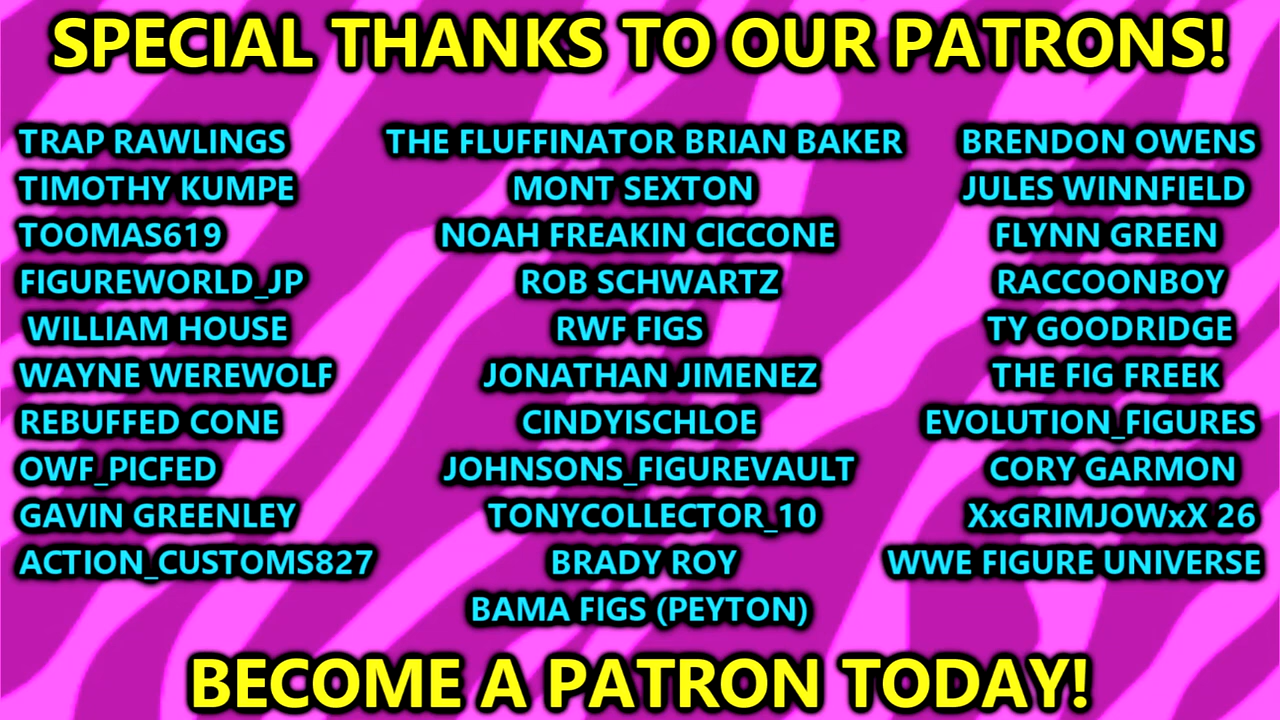 SPECIAL THANKS TO OUR PATRONS!
TRAP RAWLINGS
TIMOTHY KUMPE
TOOMAS619
FIGUREWORLD_JP
WILLIAM HOUSE
WAYNE WEREWOLF
REBUFFED CONE
OWF_PICFED
GAVIN GREENLEY
ACTION_CUSTOMS827
THE FLUFFINATOR BRIAN BAKER
MONT SEXTON
NOAH FREAKIN CICCONE
ROB SCHWARTZ
RWF FIGS
JONATHAN JIMENEZ
CINDYISCHLOE
JOHNSONS_FIGUREVAULT
TONYCOLLECTOR_10
BRADY ROY
BAMA FIGS (PEYTON)
BRENDON OWENS
JULES WINNFIELD
FLYNN GREEN
RACCOONBOY
TY GOODRIDGE
THE FIG FREEK
EVOLUTION_FIGURES
CORY GARMON
XxGRIMJOWxX 26
WWE FIGURE UNIVERSE
BECOME A PATRON TODAY!